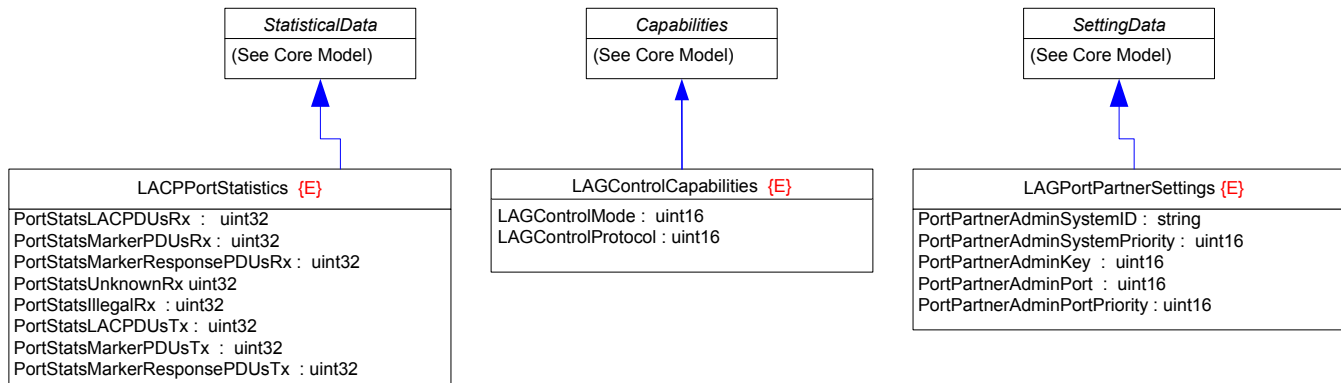 StatisticalData
(See Core Model)
LACPPortStatistics {E}
PortStatsLACPDUsRx : uint32
PortStatsMarkerPDUsRx : uint32
PortStatsMarkerResponsePDUsRx : uint32
PortStatsUnknownRx uint32
PortStatsIllegalRx : uint32
PortStatsLACPDUsTx : uint32
PortStatsMarkerPDUsTx : uint32
PortStatsMarkerResponsePDUsTx : uint32
Capabilities
(See Core Model)
LAGControlCapabilities {E}
LAGControlMode : uint16
LAGControlProtocol : uint16
SettingData
(See Core Model)
LAGPortPartnerSettings {E}
PortPartnerAdminSystemID : string
PortPartnerAdminSystemPriority : uint16
PortPartnerAdminKey : uint16
PortPartnerAdminPort : uint16
PortPartnerAdminPortPriority : uint16